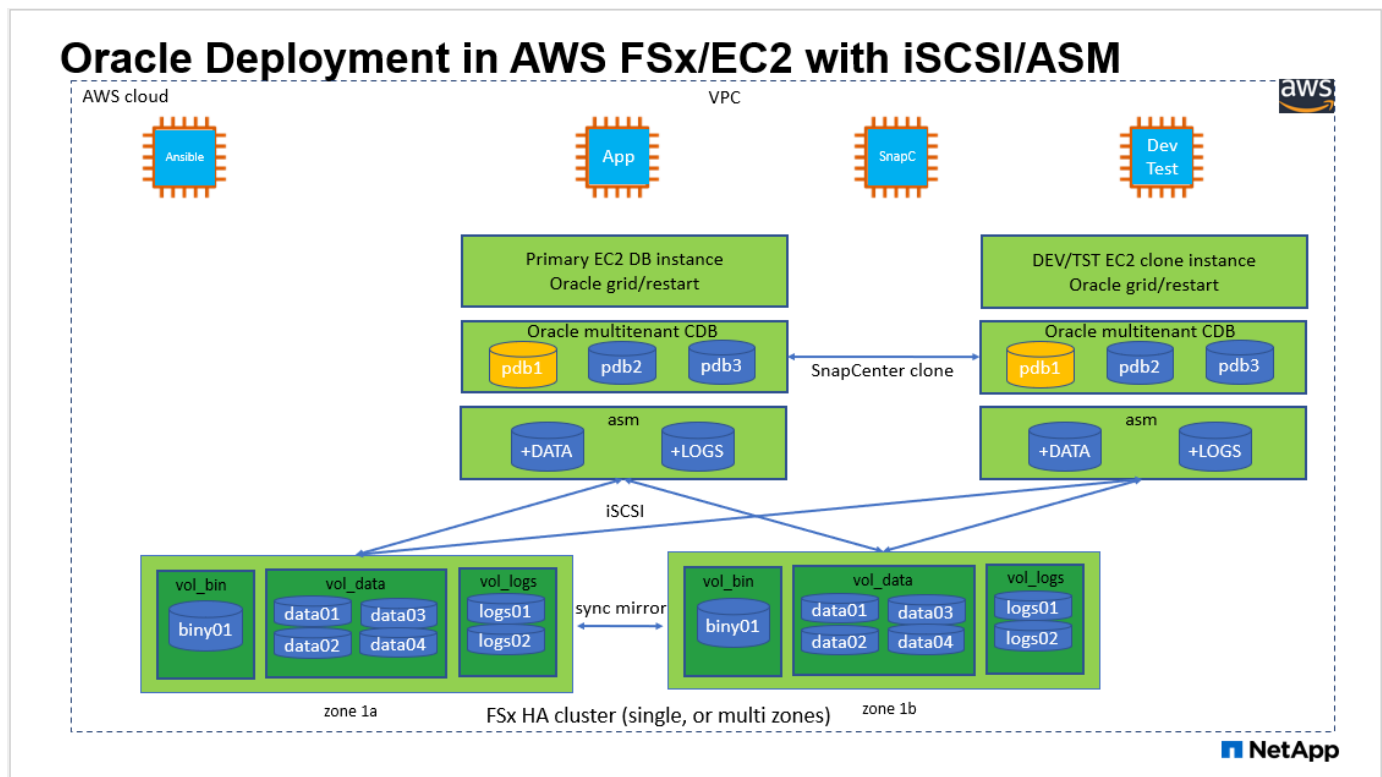 Oracle Deployment in AWS FSx/EC2 with iSCSI/ASM
AWS cloud
VPC
aws
Ansible
App
SnapC
Dev
Test
Primary EC2 DB instance
Oracle grid/restart
DEV/TST EC2 clone instance
Oracle grid/restart
Oracle multitenant CDB
pdb1
pdb2
pdb3
SnapCenter clone
Oracle multitenant CDB
pdb1
pdb2
pdb3
asm
+DATA
+LOGS
asm
+DATA
+LOGS
iSCSI
vol_bin
biny01
vol_data
data01
data03
data02
data04
vol_logs
logs01
logs02
sync mirror
vol_bin
biny01
vol_data
data01
data03
data02
data04
vol_logs
logs01
logs02
zone 1a
FSx HA cluster (single, or multi zones)
zone 1b
NetApp